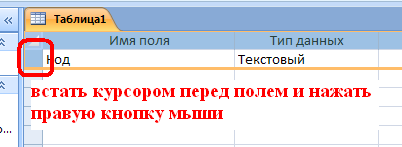 Таблица1
Имя поля Тип данных
Код Текстовый
встать курсором перед полем и нажать
правую кнопку мыши